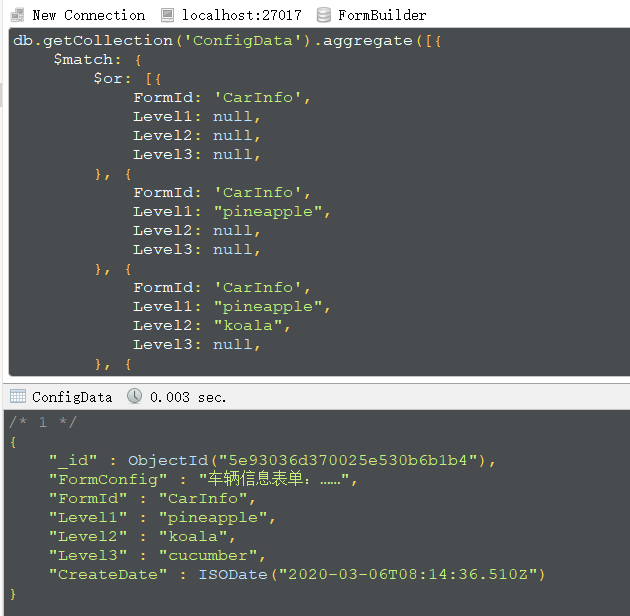 New Connection localhost:27017 FormBuilder
db.getCollection('ConfigData').aggregate([{
    $match: {
        $or: [{
            FormId: 'CarInfo',
            Level1: null,
            Level2: null,
            Level3: null,
        }, {
            FormId: 'CarInfo',
            Level1: "pineapple",
            Level2: null,
            Level3: null,
        }, {
            FormId: 'CarInfo',
            Level1: "pineapple",
            Level2: "koala",
            Level3: null,
        }, {
ConfigData 0.003 sec.
/* 1 */
{
    "_id" : ObjectId("5e93036d370025e530b6b1b4"),
    "FormConfig" : "车辆信息表单：……",
    "FormId" : "CarInfo",
    "Level1" : "pineapple",
    "Level2" : "koala",
    "Level3" : "cucumber",
    "CreateDate" : ISODate("2020-03-06T08:14:36.510Z")
}